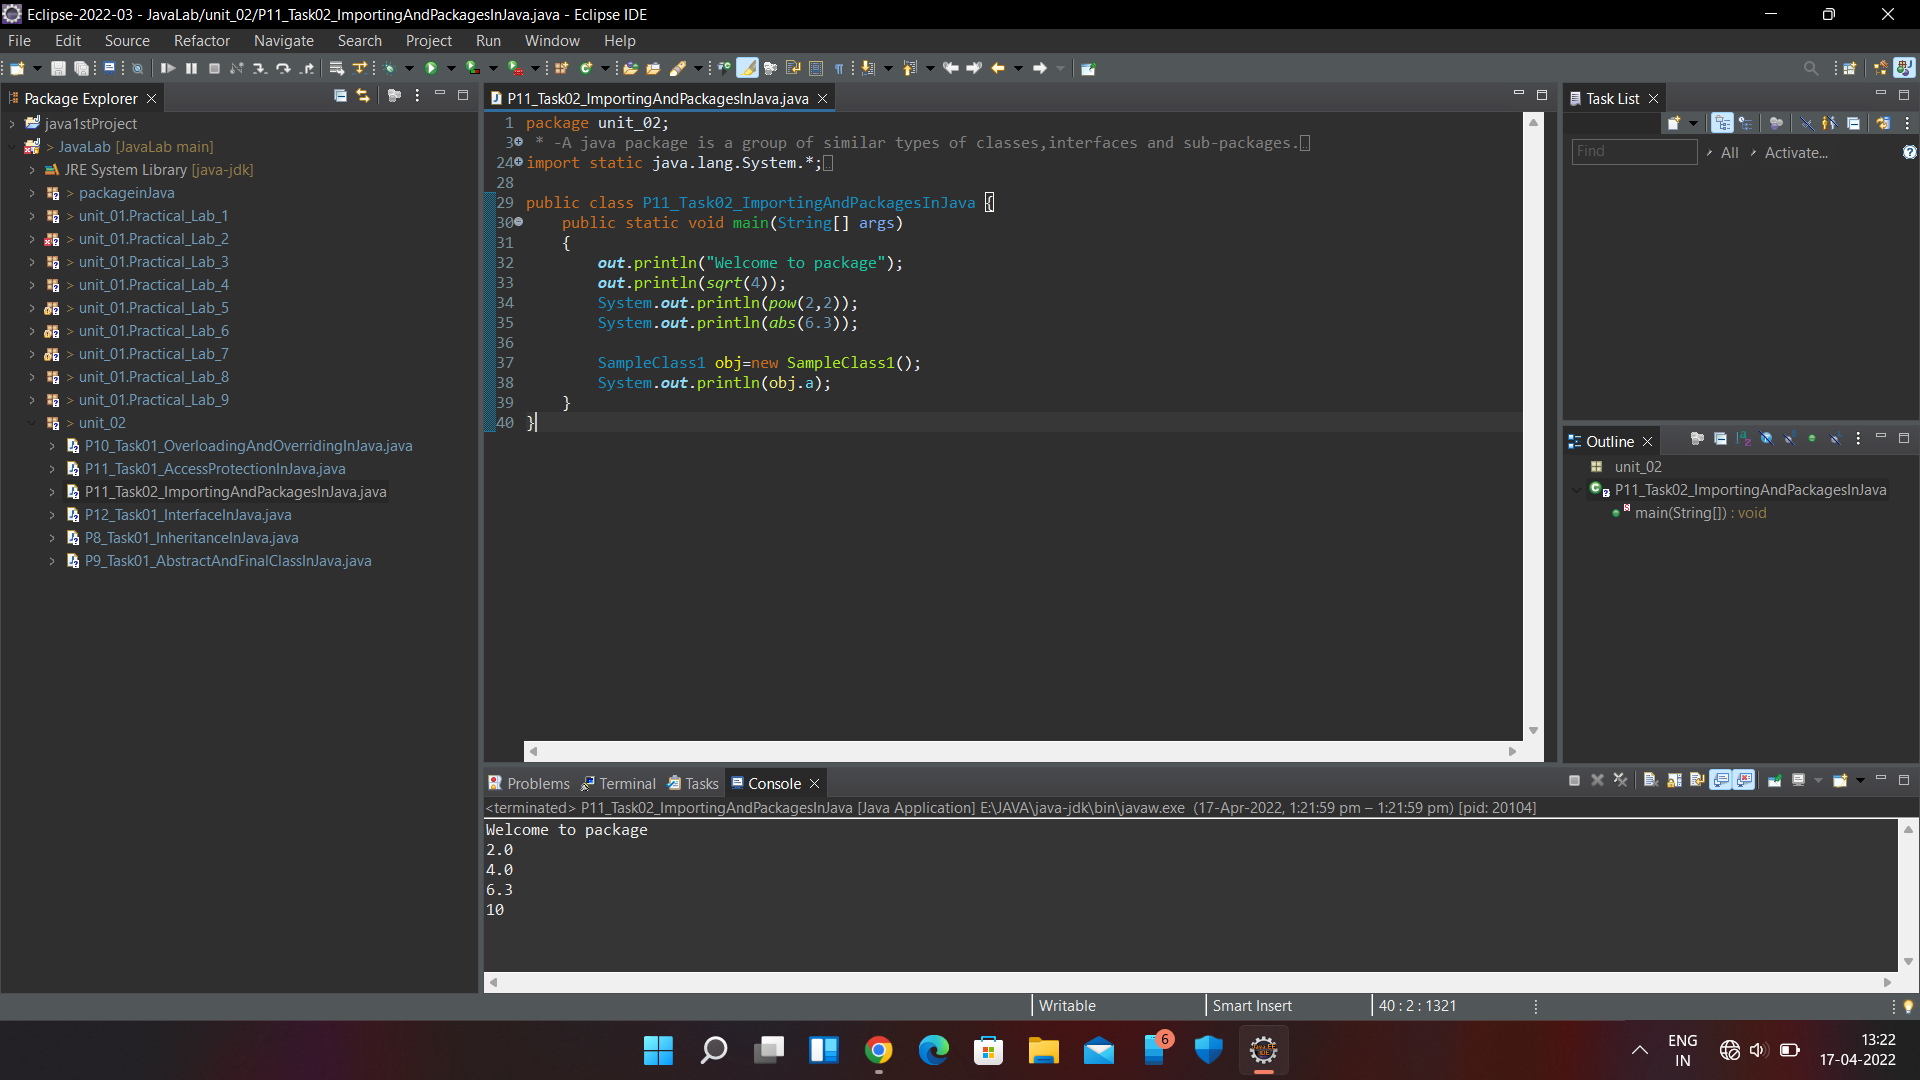 Eclipse-2022-03 - JavaLab/unit_02/P11_Task02_ImportingAndPackagesInJava.java - Eclipse IDE
File Edit Source Refactor Navigate Search Project Run Window Help
Package Explorer
java1stProject
> JavaLab [JavaLab main]
JRE System Library [java-jdk]
> packageinJava
> unit_01.Practical_Lab_1
> unit_01.Practical_Lab_2
> unit_01.Practical_Lab_3
> unit_01.Practical_Lab_4
> unit_01.Practical_Lab_5
> unit_01.Practical_Lab_6
> unit_01.Practical_Lab_7
> unit_01.Practical_Lab_8
> unit_01.Practical_Lab_9
> unit_02
P10_Task01_OverloadingAndOverridingInJava.java
P11_Task01_AccessProtectionInJava.java
P11_Task02_ImportingAndPackagesInJava.java
P12_Task01_InterfaceInJava.java
P8_Task01_InheritanceInJava.java
P9_Task01_AbstractAndFinalClassInJava.java
P11_Task02_ImportingAndPackagesInJava.java
1 package unit_02;
3 * -A java package is a group of similar types of classes,interfaces and sub-packages.
24 import static java.lang.System.*;
28
29 public class P11_Task02_ImportingAndPackagesInJava {
30 public static void main(String[] args)
31 {
32 out.println("Welcome to package");
33 out.println(sqrt(4));
34 System.out.println(pow(2,2));
35 System.out.println(abs(6.3));
36
37 SampleClass1 obj=new SampleClass1();
38 System.out.println(obj.a);
39 }
40 }
Task List
Find All Activate...
Outline
unit_02
P11_Task02_ImportingAndPackagesInJava
main(String[]) : void
Problems Terminal Tasks Console
<terminated> P11_Task02_ImportingAndPackagesInJava [Java Application] E:\JAVA\java-jdk\bin\javaw.exe (17-Apr-2022, 1:21:59 pm – 1:21:59 pm) [pid: 20104]
Welcome to package
2.0
4.0
6.3
10
Writable Smart Insert 40 : 2 : 1321
6
ENG
IN
13:22
17-04-2022